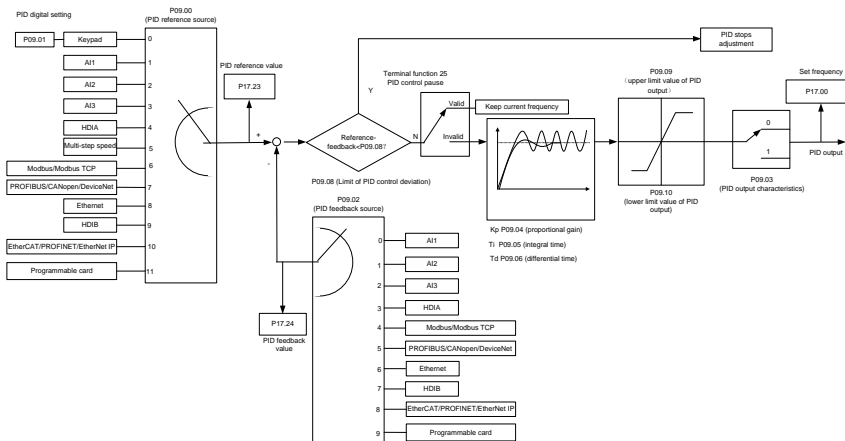 PID digital setting
P09.00
(PID reference source)
P09.01
Keypad
0
AI1
1
AI2
2
AI3
3
HDIA
4
Multi-step speed
5
Modbus/Modbus TCP
6
PROFIBUS/CANopen/DeviceNet
7
Ethernet
8
HDIB
9
EtherCAT/PROFINET/EtherNet IP
10
Programmable card
11
PID reference value
P17.23
+
-
Reference-
feedback<P09.08?
Y
N
P09.08 (Limit of PID control deviation)
PID stops
adjustment
Terminal function 25
PID control pause
Valid
Invalid
Keep current frequency
Kp P09.04 (proportional gain)
Ti P09.05 (integral time)
Td P09.06 (differential time)
P09.09
(upper limit value of PID
output)
P09.10
(lower limit value of PID
output)
0
1
P09.03
(PID output characteristics)
Set frequency
P17.00
PID output
P09.02
(PID feedback source)
P17.24
PID feedback
value
0
AI1
1
AI2
2
AI3
3
HDIA
4
Modbus/Modbus TCP
5
PROFIBUS/CANopen/DeviceNet
6
Ethernet
7
HDIB
8
EtherCAT/PROFINET/EtherNet IP
9
Programmable card